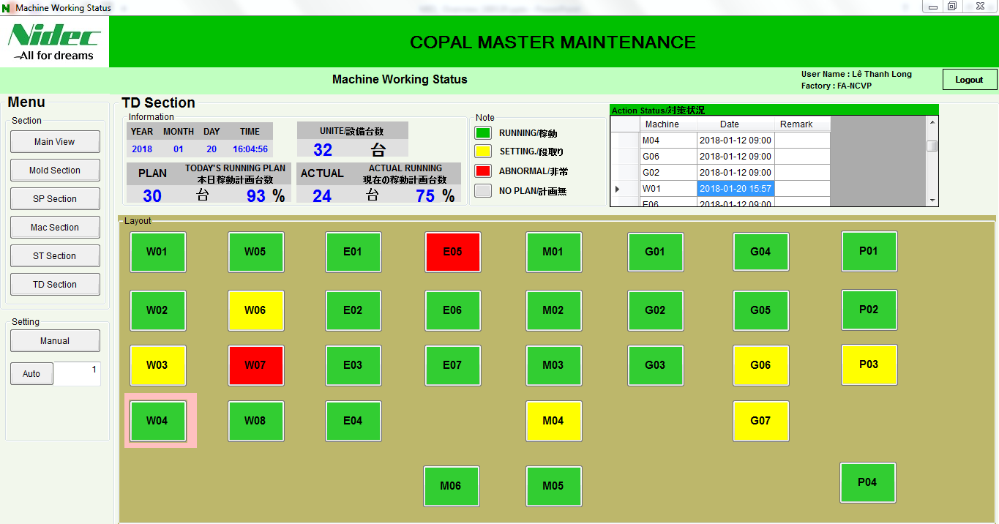 Machine Working Status
Nidec
All for dreams
COPAL MASTER MAINTENANCE
Machine Working Status
User Name : Lê Thanh Long
Factory : FA-NCVP
Logout
Menu
Section
Main View
Mold Section
SP Section
Mac Section
ST Section
TD Section
Setting
Manual
Auto 1
TD Section
Information
YEAR MONTH DAY TIME
2018 01 20 16:04:56
UNITE/設備台数
32 台
PLAN
TODAY'S RUNNING PLAN
本日稼動計画台数
30 台 93 %
ACTUAL
ACTUAL RUNNING
現在の稼動計画台数
24 台 75 %
Note
RUNNING/稼動
SETTING./段取り
ABNORMAL/非常
NO PLAN/計画無
Action Status/対策状況
Machine Date Remark
M04 2018-01-12 09:00
G06 2018-01-12 09:00
G02 2018-01-12 09:00
W01 2018-01-20 15:57
E06 2018-01-12 09:00
Layout
W01 W05 E01 E05 M01 G01 G04 P01
W02 W06 E02 E06 M02 G02 G05 P02
W03 W07 E03 E07 M03 G03 G06 P03
W04 W08 E04 M04 G07
M06 M05 P04